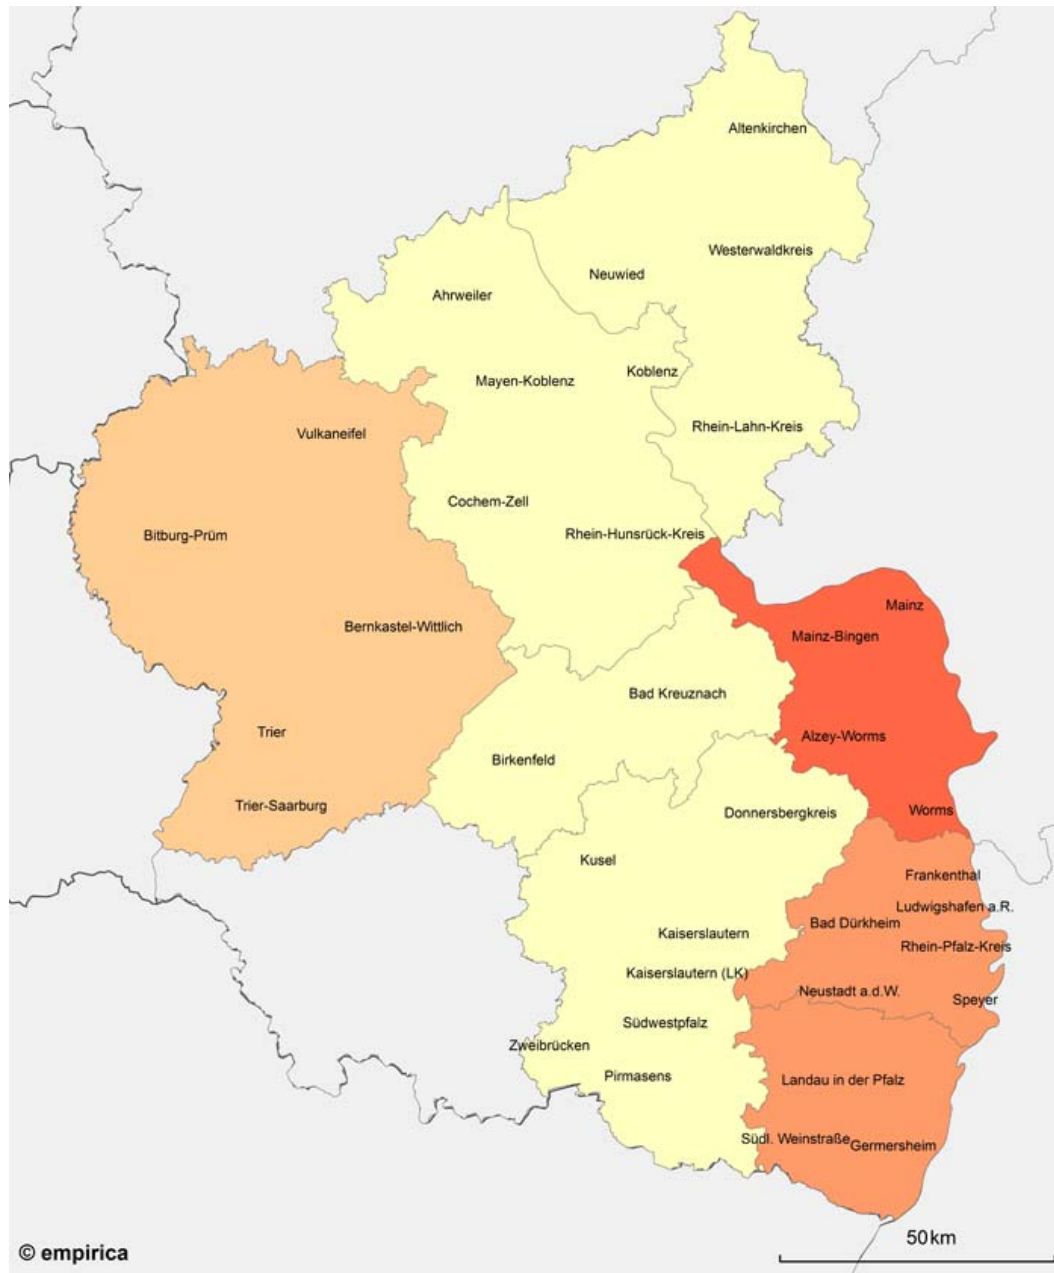 Altenkirchen
Westerwaldkreis
Neuwied
Ahrweiler
Koblenz
Mayen-Koblenz
Rhein-Lahn-Kreis
Vulkaneifel
Cochem-Zell
Rhein-Hunsrück-Kreis
Bitburg-Prüm
Mainz
Bernkastel-Wittlich
Mainz-Bingen
Bad Kreuznach
Trier
Alzey-Worms
Birkenfeld
Trier-Saarburg
Worms
Donnersbergkreis
Kusel
Frankenthal
Ludwigshafen a.R.
Bad Dürkheim
Kaiserslautern
Rhein-Pfalz-Kreis
Kaiserslautern (LK)
Neustadt a.d.W.
Speyer
Südwestpfalz
Zweibrücken
Pirmasens
Landau in der Pfalz
Südl. Weinstraße
Germersheim
50 km
© empirica